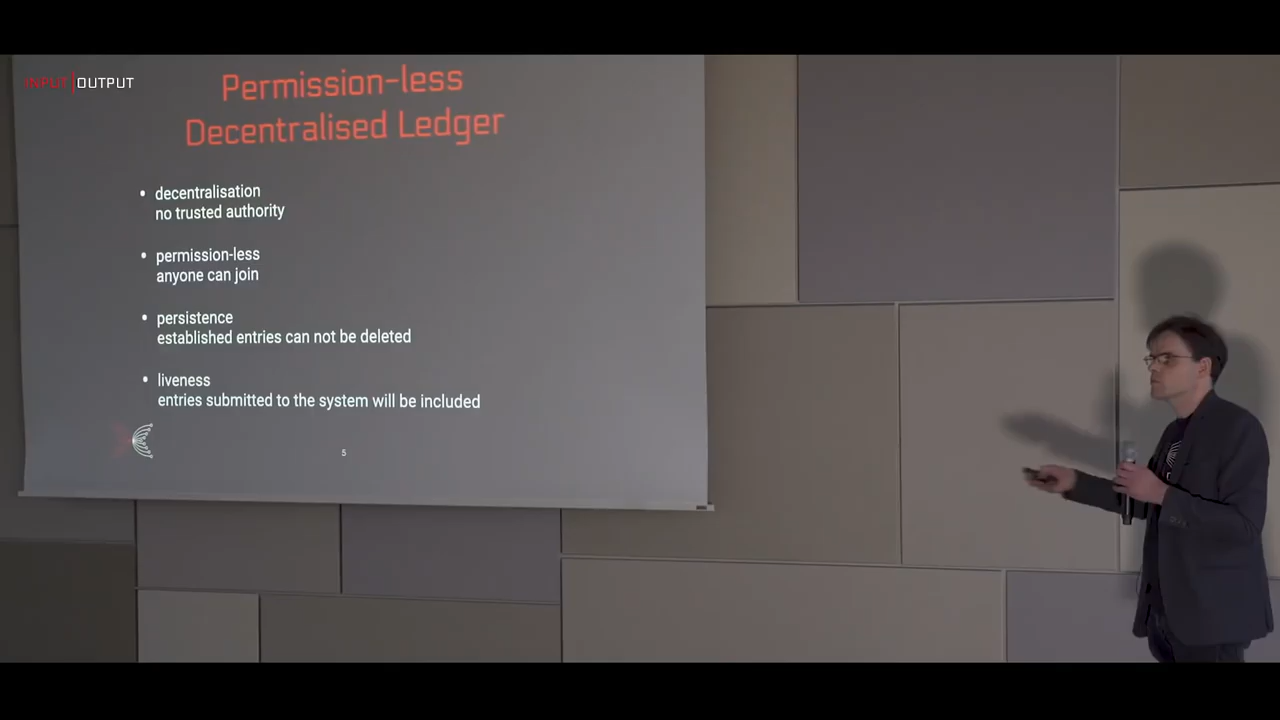 INPUT|OUTPUT
Permission-less
Decentralised Ledger
• decentralisation
no trusted authority
• permission-less
anyone can join
• persistence
established entries can not be deleted
• liveness
entries submitted to the system will be included
5